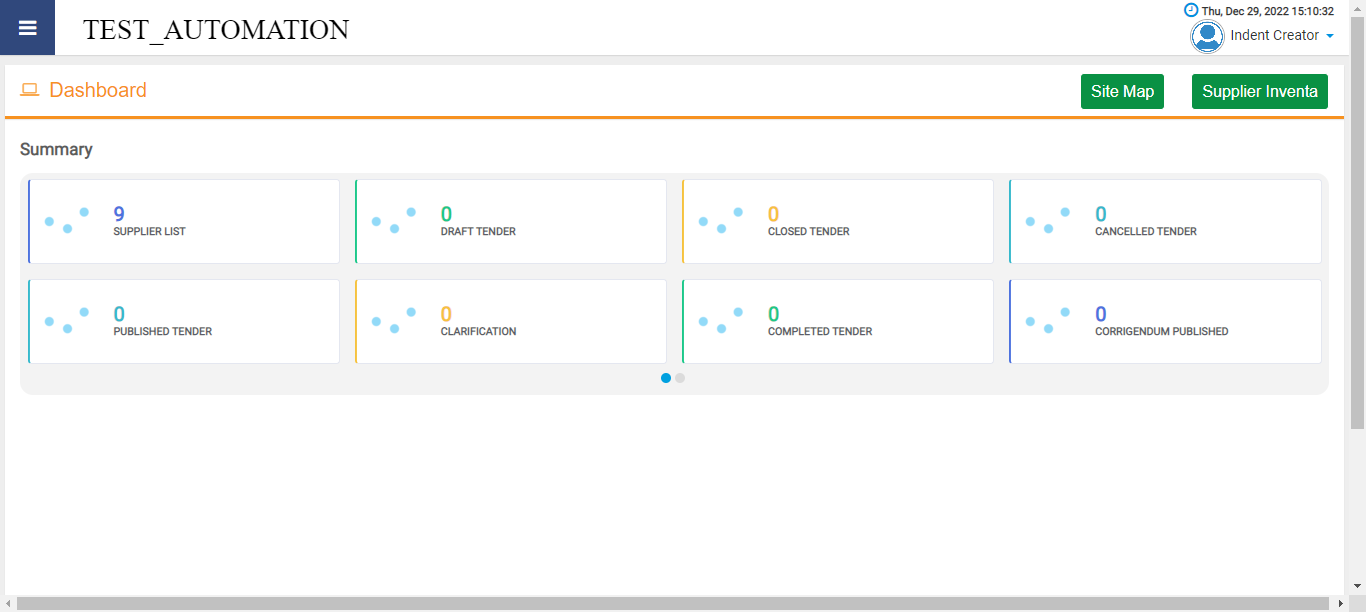 TEST_AUTOMATION
Thu, Dec 29, 2022 15:10:32
Indent Creator
Dashboard
Site Map
Supplier Inventa
Summary
9
SUPPLIER LIST
0
DRAFT TENDER
0
CLOSED TENDER
0
CANCELLED TENDER
0
PUBLISHED TENDER
0
CLARIFICATION
0
COMPLETED TENDER
0
CORRIGENDUM PUBLISHED